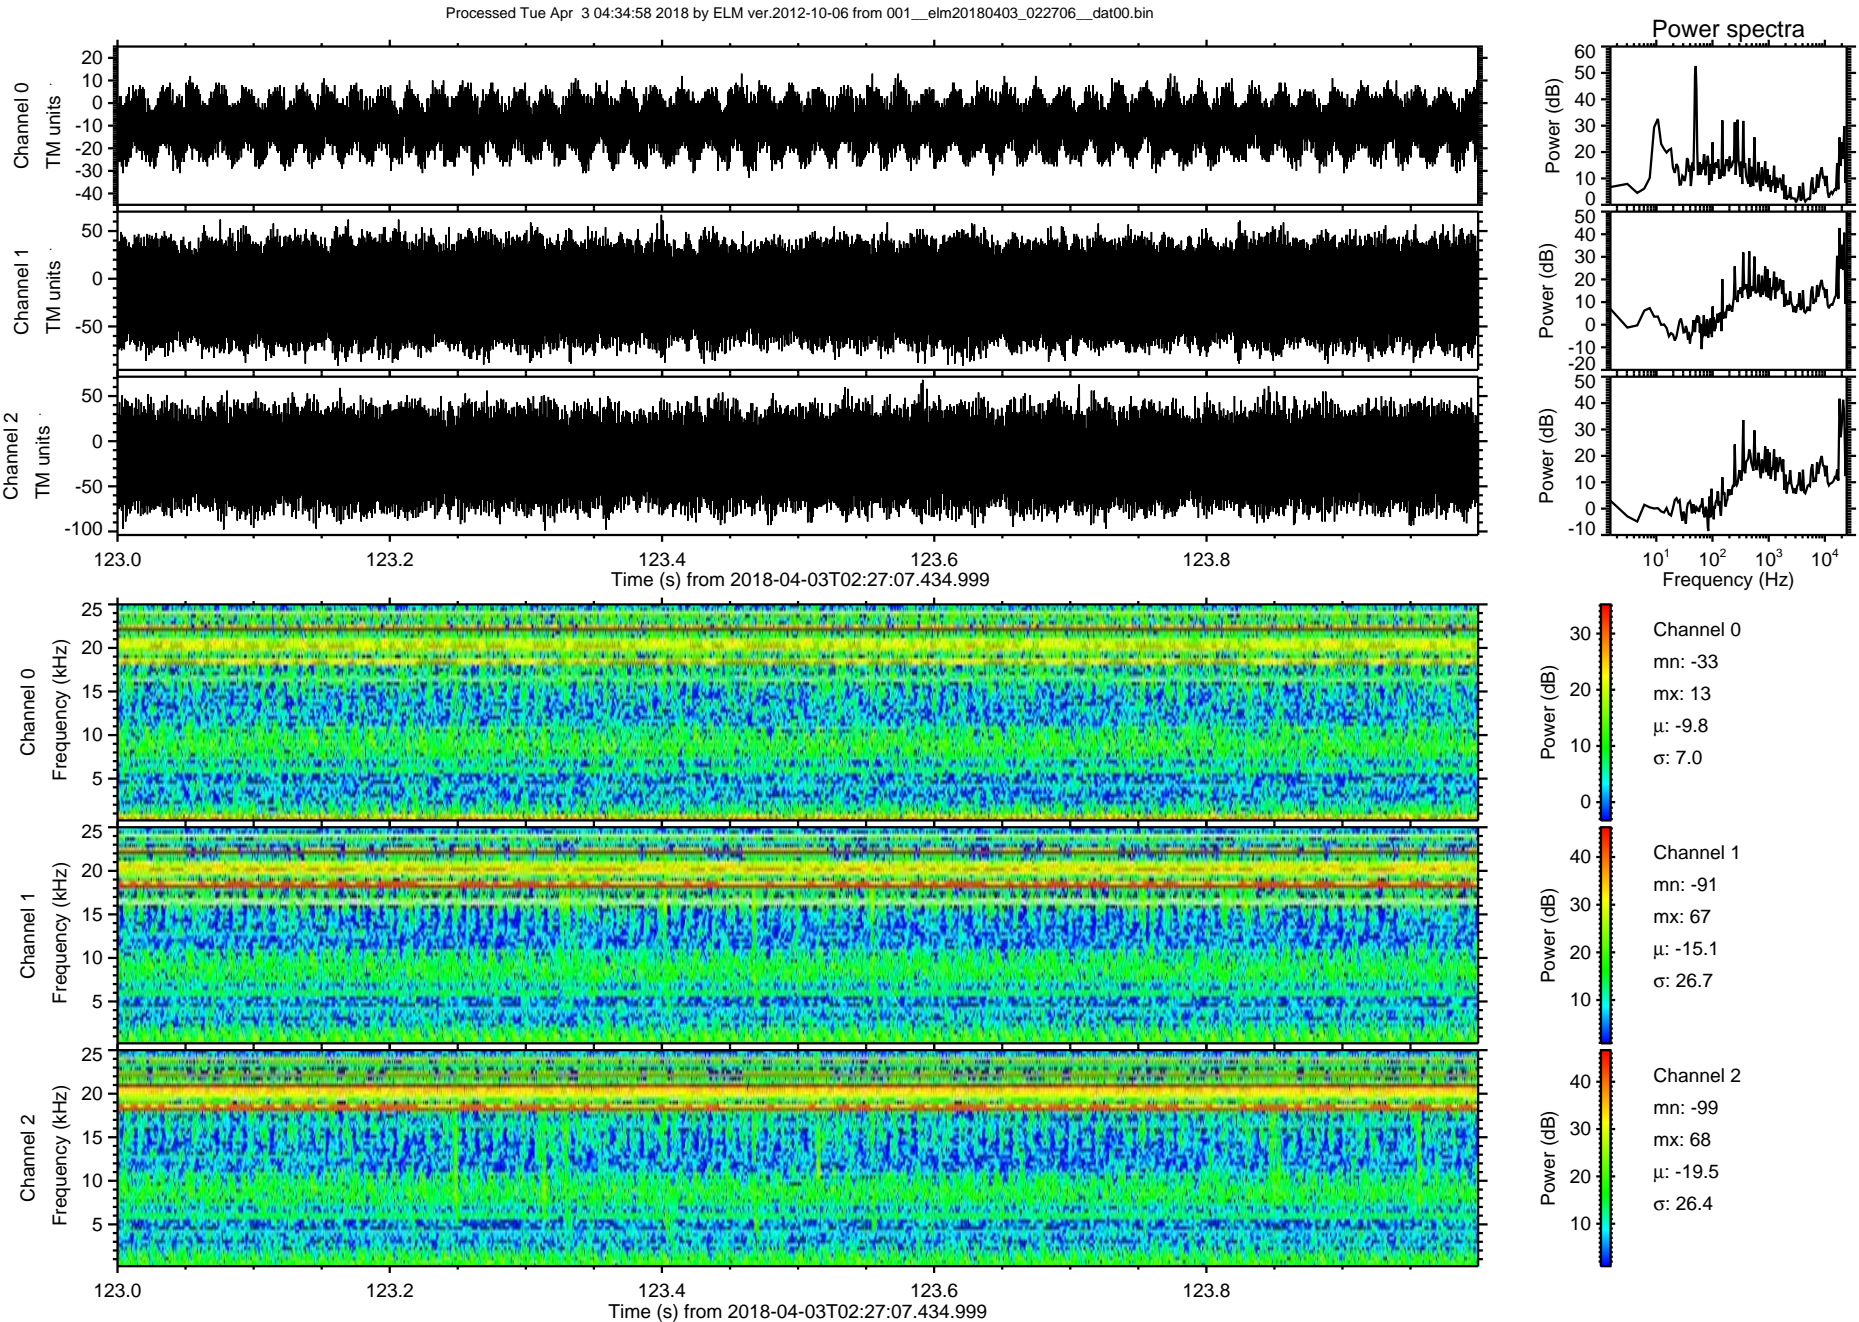 Processed Tue Apr 3 04:34:58 2018 by ELM ver.2012-10-06 from 001__elm20180403_022706__dat00.bin
Power spectra
Channel 0
TM units
20
10
0
-10
-20
-30
-40
Power (dB)
60
50
40
30
20
10
0
Channel 1
TM units
50
0
-50
Power (dB)
50
40
30
20
10
0
-10
-20
Channel 2
TM units
50
0
-50
-100
Power (dB)
50
40
30
20
10
0
-10
123.0 123.2 123.4 123.6 123.8
Time (s) from 2018-04-03T02:27:07.434.999
10^1 10^2 10^3 10^4
Frequency (Hz)
Channel 0
Frequency (kHz)
25
20
15
10
5
Power (dB)
30
20
10
0
Channel 0
mn: -33
mx: 13
μ: -9.8
σ: 7.0
Channel 1
Frequency (kHz)
25
20
15
10
5
Power (dB)
40
30
20
10
Channel 1
mn: -91
mx: 67
μ: -15.1
σ: 26.7
Channel 2
Frequency (kHz)
25
20
15
10
5
Power (dB)
40
30
20
10
Channel 2
mn: -99
mx: 68
μ: -19.5
σ: 26.4
123.0 123.2 123.4 123.6 123.8
Time (s) from 2018-04-03T02:27:07.434.999